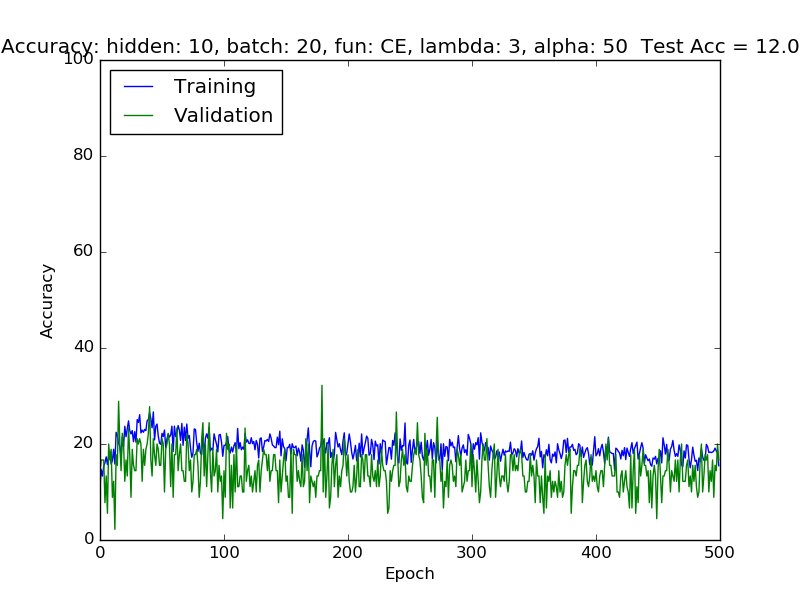 Accuracy: hidden: 10, batch: 20, fun: CE, lambda: 3, alpha: 50  Test Acc = 12.0
100
Training
Validation
80
60
Accuracy
40
20
0
0 100 200 300 400 500
Epoch